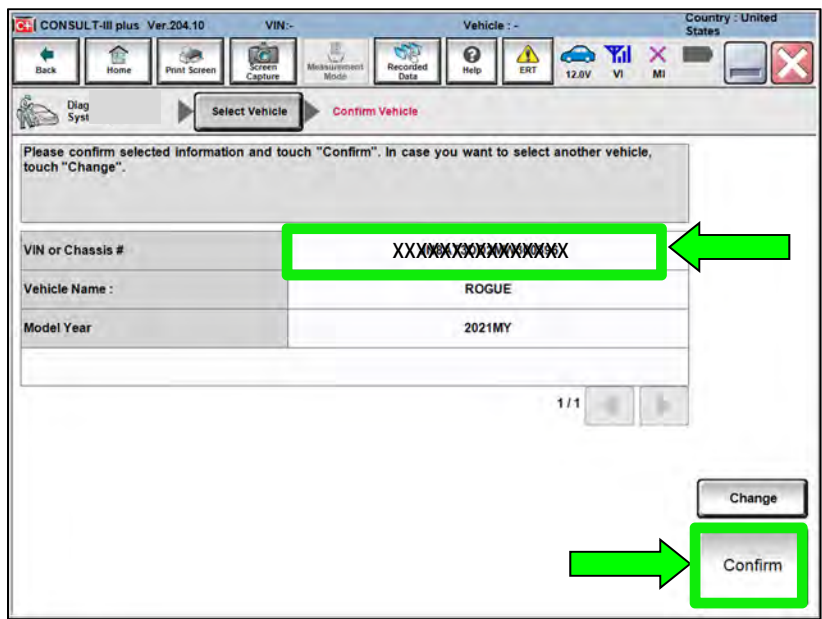 CONSULT-III plus Ver.204.10 VIN:- Vehicle : - Country : United States
Back Home Print Screen Screen Capture Measurement Mode Recorded Data Help ERT 12.0V VI MI
Diag
Syst
Select Vehicle Confirm Vehicle
Please confirm selected information and touch "Confirm". In case you want to select another vehicle,
touch "Change".
VIN or Chassis #
Vehicle Name : ROGUE
Model Year 2021MY
1/1
Change
Confirm